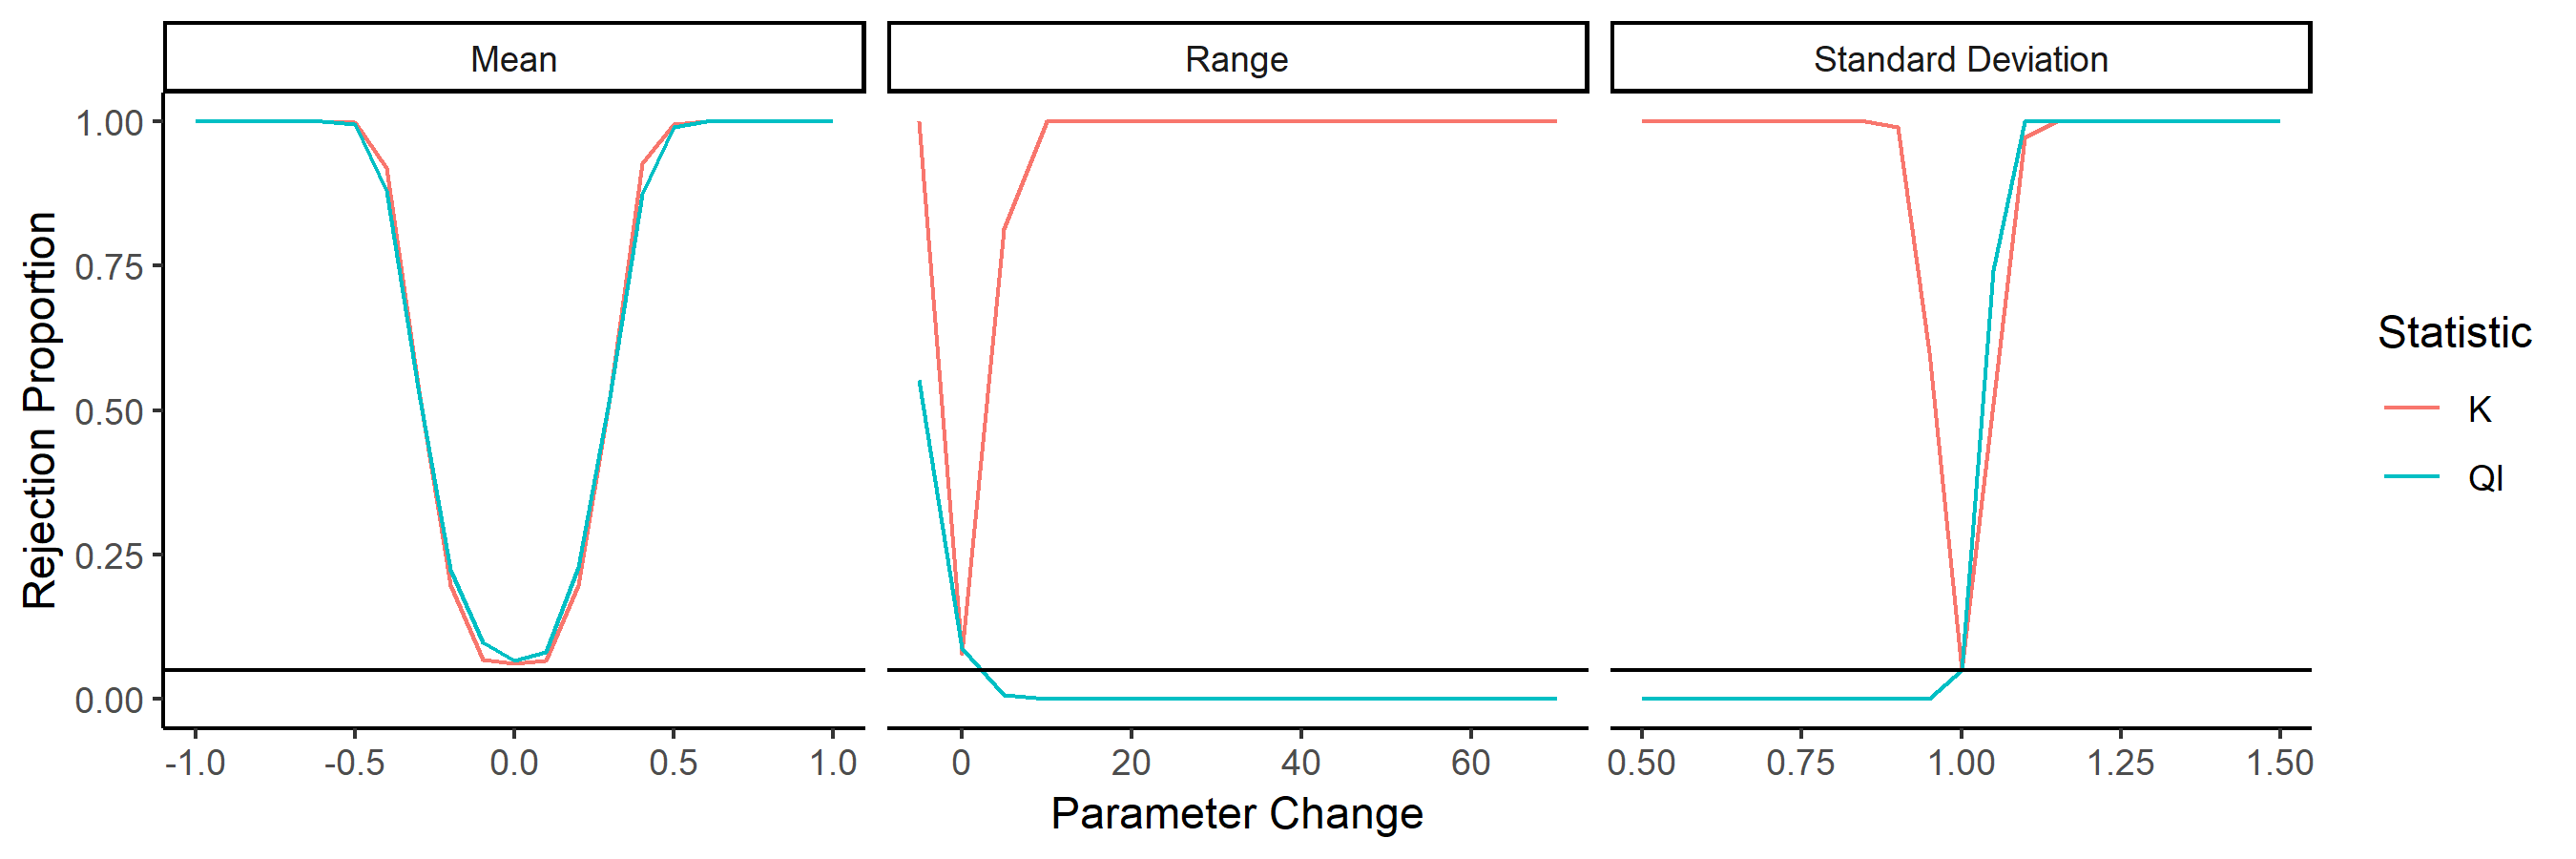 Mean
Range
Standard Deviation
Rejection Proportion
1.00
0.75
0.50
0.25
0.00
-1.0 -0.5 0.0 0.5 1.0
0 20 40 60
0.50 0.75 1.00 1.25 1.50
Parameter Change
Statistic
K
QI